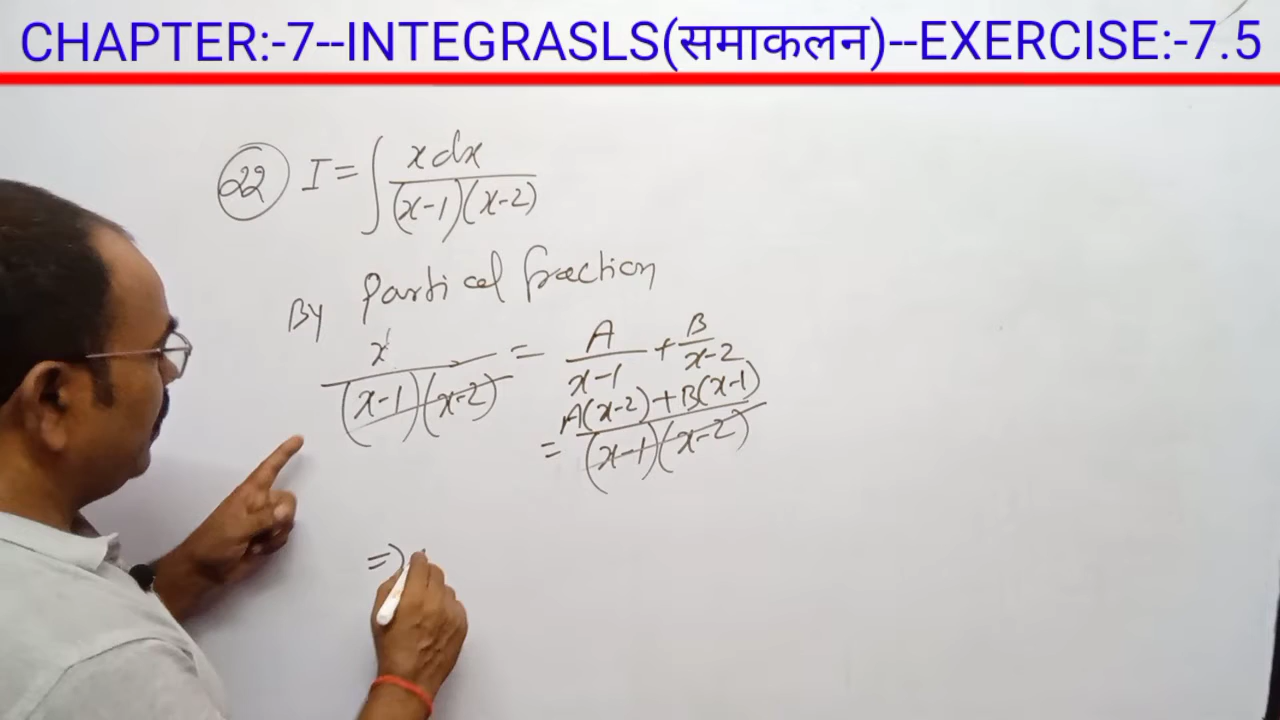 CHAPTER:-7--INTEGRASLS(समाकलन)--EXERCISE:-7.5
22 I = ∫ x dx / (x-1)(x-2)
By Partical fraction
x / (x-1)(x-2) = A / x-1 + B / x-2
= A(x-2) + B(x-1) / (x-1)(x-2)
=>